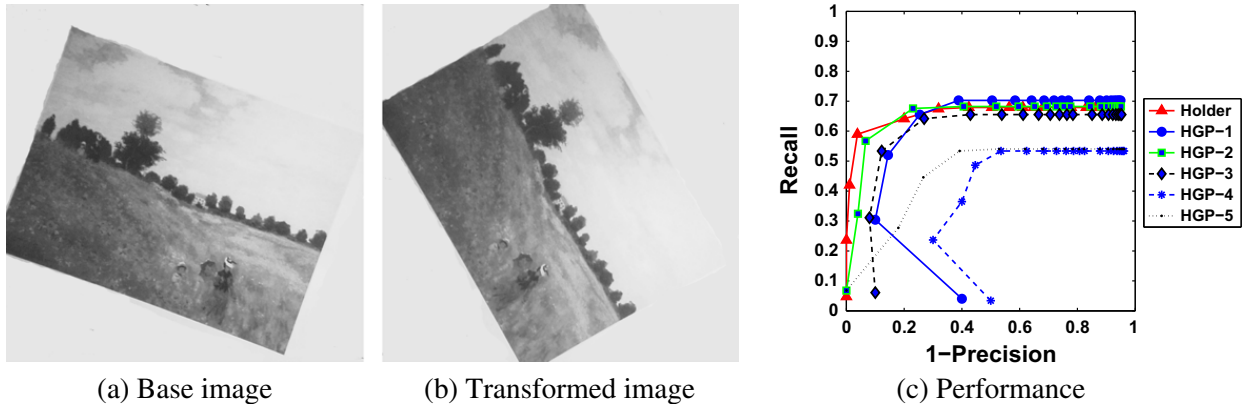 1
0.9
0.8
0.7
0.6
0.5
0.4
0.3
0.2
0.1
0
Recall
0 0.2 0.4 0.6 0.8 1
1−Precision
Holder
HGP−1
HGP−2
HGP−3
HGP−4
HGP−5
(a) Base image
(b) Transformed image
(c) Performance